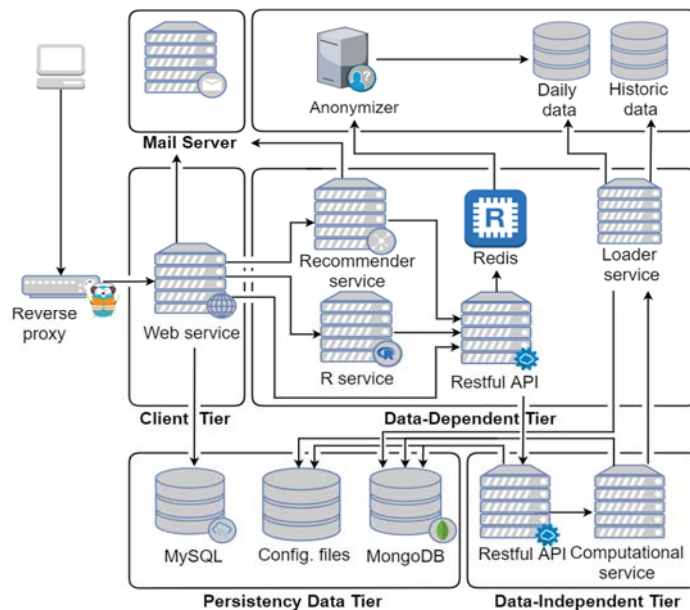 Anonymizer
Daily
data
Historic
data
Mail Server
R
Recommender
service
Redis
Loader
service
Reverse
proxy
Web service
R
R service
Restful API
Client Tier
Data-Dependent Tier
MySQL
Config. files
MongoDB
Restful API
Computational
service
Persistency Data Tier
Data-Independent Tier